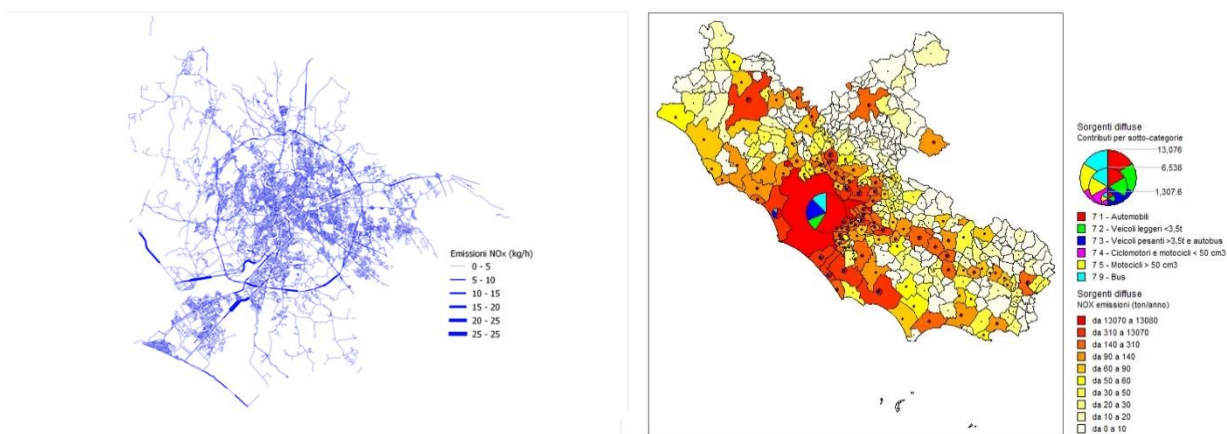 Emissioni NOx (kg/h)
0 - 5
5 - 10
10 - 15
15 - 20
20 - 25
25 - 25
Sorgenti diffuse
Contributi per sotto-categorie
13,076
6,538
1,307.6
7 1 - Automobili
7 2 - Veicoli leggeri <3,5t
7 3 - Veicoli pesanti >3,5t e autobus
7 4 - Ciclomotori e motocicli < 50 cm3
7 5 - Motocicli > 50 cm3
7 9 - Bus
Sorgenti diffuse
NOX emissioni (ton/anno)
da 13070 a 13080
da 310 a 13070
da 140 a 310
da 90 a 140
da 60 a 90
da 50 a 60
da 30 a 50
da 20 a 30
da 10 a 20
da 0 a 10